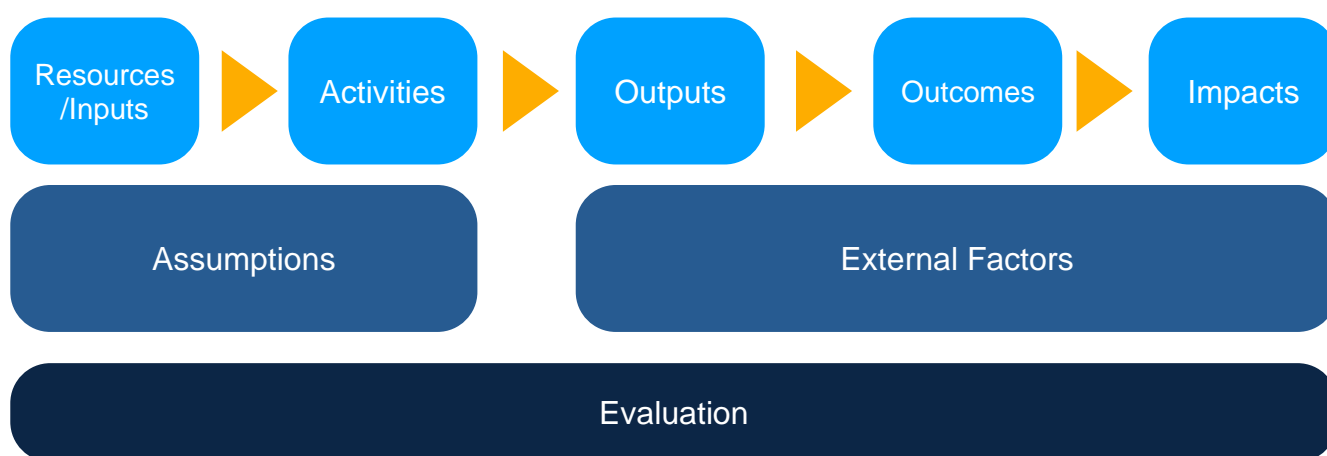 Resources
/Inputs
Activities
Outputs
Outcomes
Impacts
Assumptions
External Factors
Evaluation